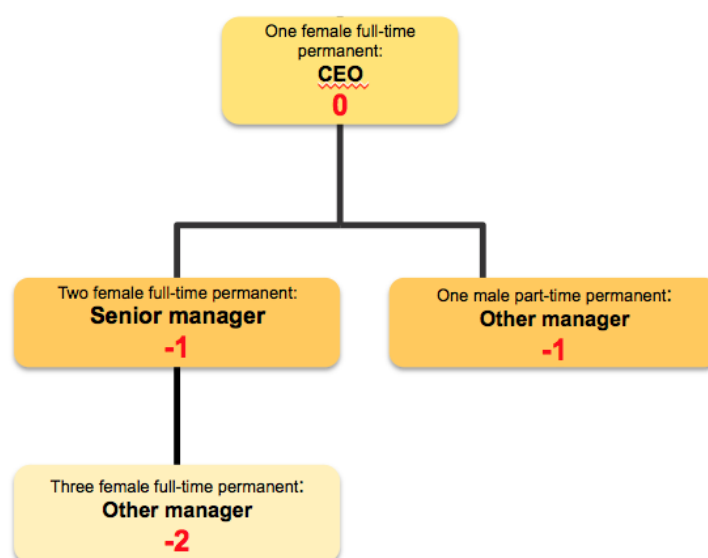 One female full-time
permanent:
CEO
0
Two female full-time permanent:
Senior manager
-1
One male part-time permanent:
Other manager
-1
Three female full-time permanent:
Other manager
-2